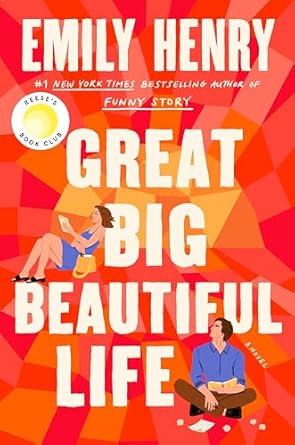 EMILY HENRY
#1 NEW YORK TIMES BESTSELLING AUTHOR OF
FUNNY STORY
REESE'S
BOOK CLUB
GREAT
BIG
BEAUTIFUL
LIFE
A NOVEL